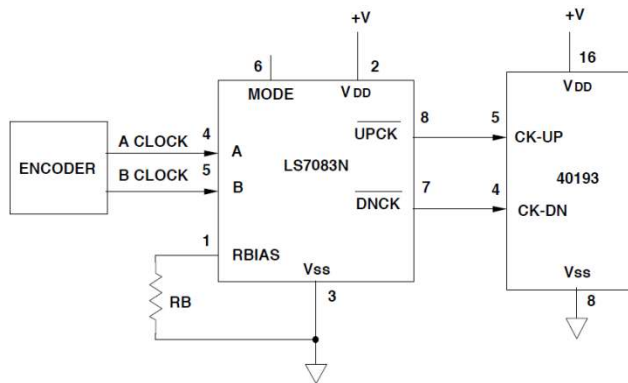 +V
+V
6
2
16
MODE
VDD
VDD
8
5
UPCK
CK-UP
A CLOCK
4
A
ENCODER
LS7083N
40193
B CLOCK
5
B
7
4
DNCK
CK-DN
1
RBIAS
Vss
Vss
RB
3
8